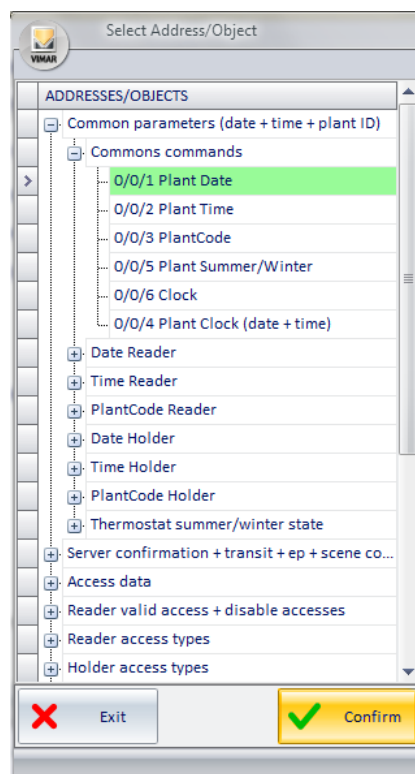 Select Address/Object
VIMAR
ADDRESSES/OBJECTS
Common parameters (date + time + plant ID)
Commons commands
0/0/1 Plant Date
0/0/2 Plant Time
0/0/3 PlantCode
0/0/5 Plant Summer/Winter
0/0/6 Clock
0/0/4 Plant Clock (date + time)
Date Reader
Time Reader
PlantCode Reader
Date Holder
Time Holder
PlantCode Holder
Thermostat summer/winter state
Server confirmation + transit + ep + scene co...
Access data
Reader valid access + disable accesses
Reader access types
Holder access types
Exit
Confirm